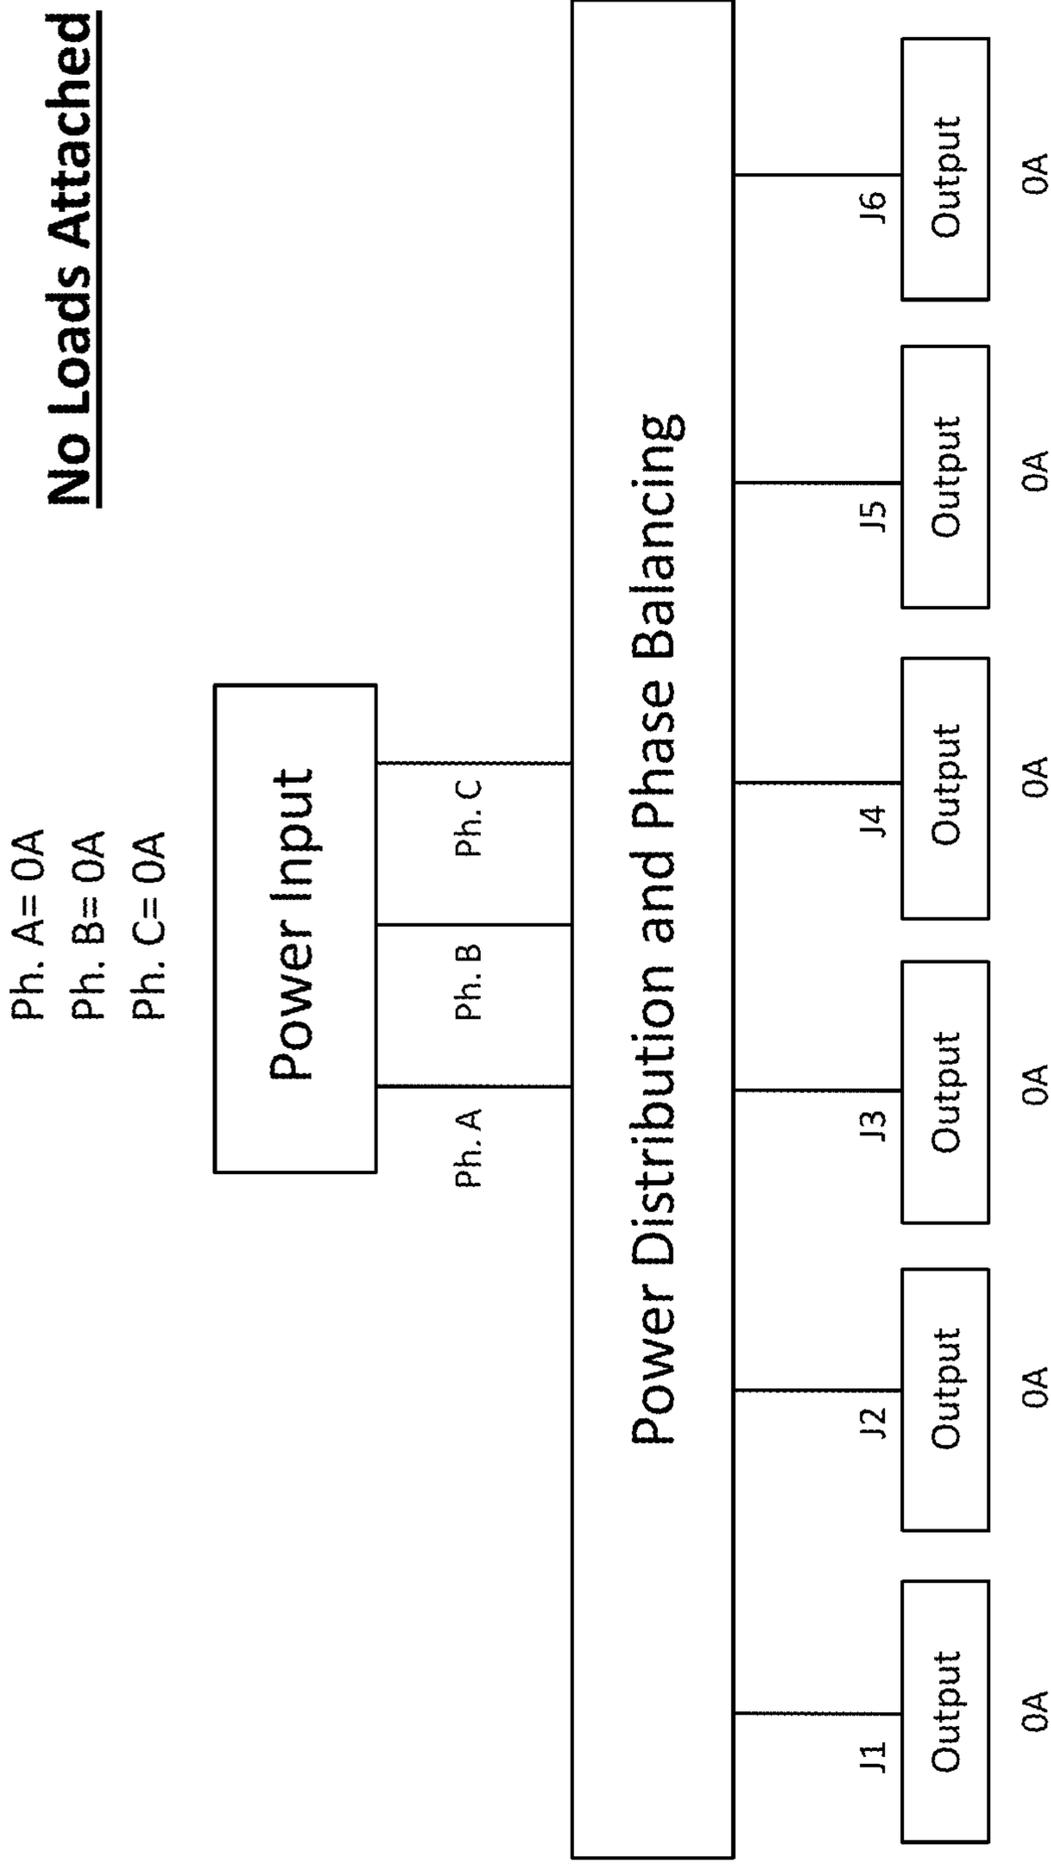 No Loads Attached
Ph. A= 0A
Ph. B= 0A
Ph. C= 0A
Power Input
Ph. A
Ph. B
Ph. C
Power Distribution and Phase Balancing
J1
J2
J3
J4
J5
J6
Output
Output
Output
Output
Output
Output
0A
0A
0A
0A
0A
0A